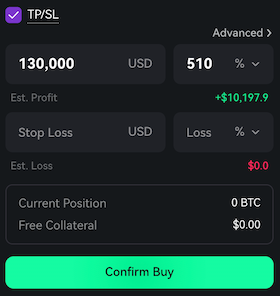 TP/SL
Advanced >
130,000 USD 510 %
Est. Profit +$10,197.9
Stop Loss USD Loss %
Est. Loss $0.0
Current Position 0 BTC
Free Collateral $0.00
Confirm Buy